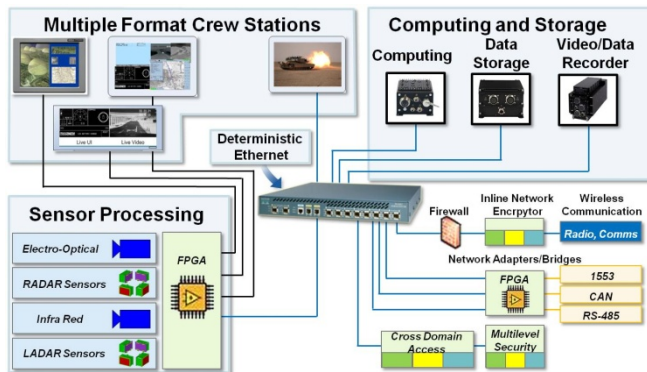 Multiple Format Crew Stations
Live UI
Live Video
Computing and Storage
Computing
Data
Storage
Video/Data
Recorder
Deterministic
Ethernet
Sensor Processing
Electro-Optical
RADAR Sensors
Infra Red
LADAR Sensors
FPGA
Firewall
Inline Network
Encrpytor
Wireless
Communication
Radio, Comms
Network Adapters/Bridges
FPGA
1553
CAN
RS-485
Cross Domain
Access
Multilevel
Security